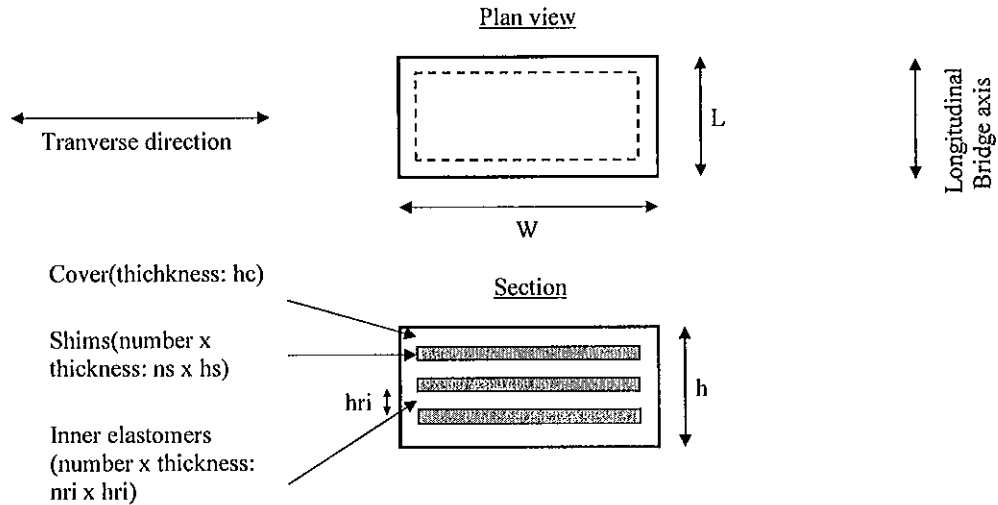 Plan view
Tranverse direction
L
Longitudinal
Bridge axis
W
Cover(thichkness: hc)
Section
Shims(number x
thickness: ns x hs)
hri
h
Inner elastomers
(number x thickness:
nri x hri)